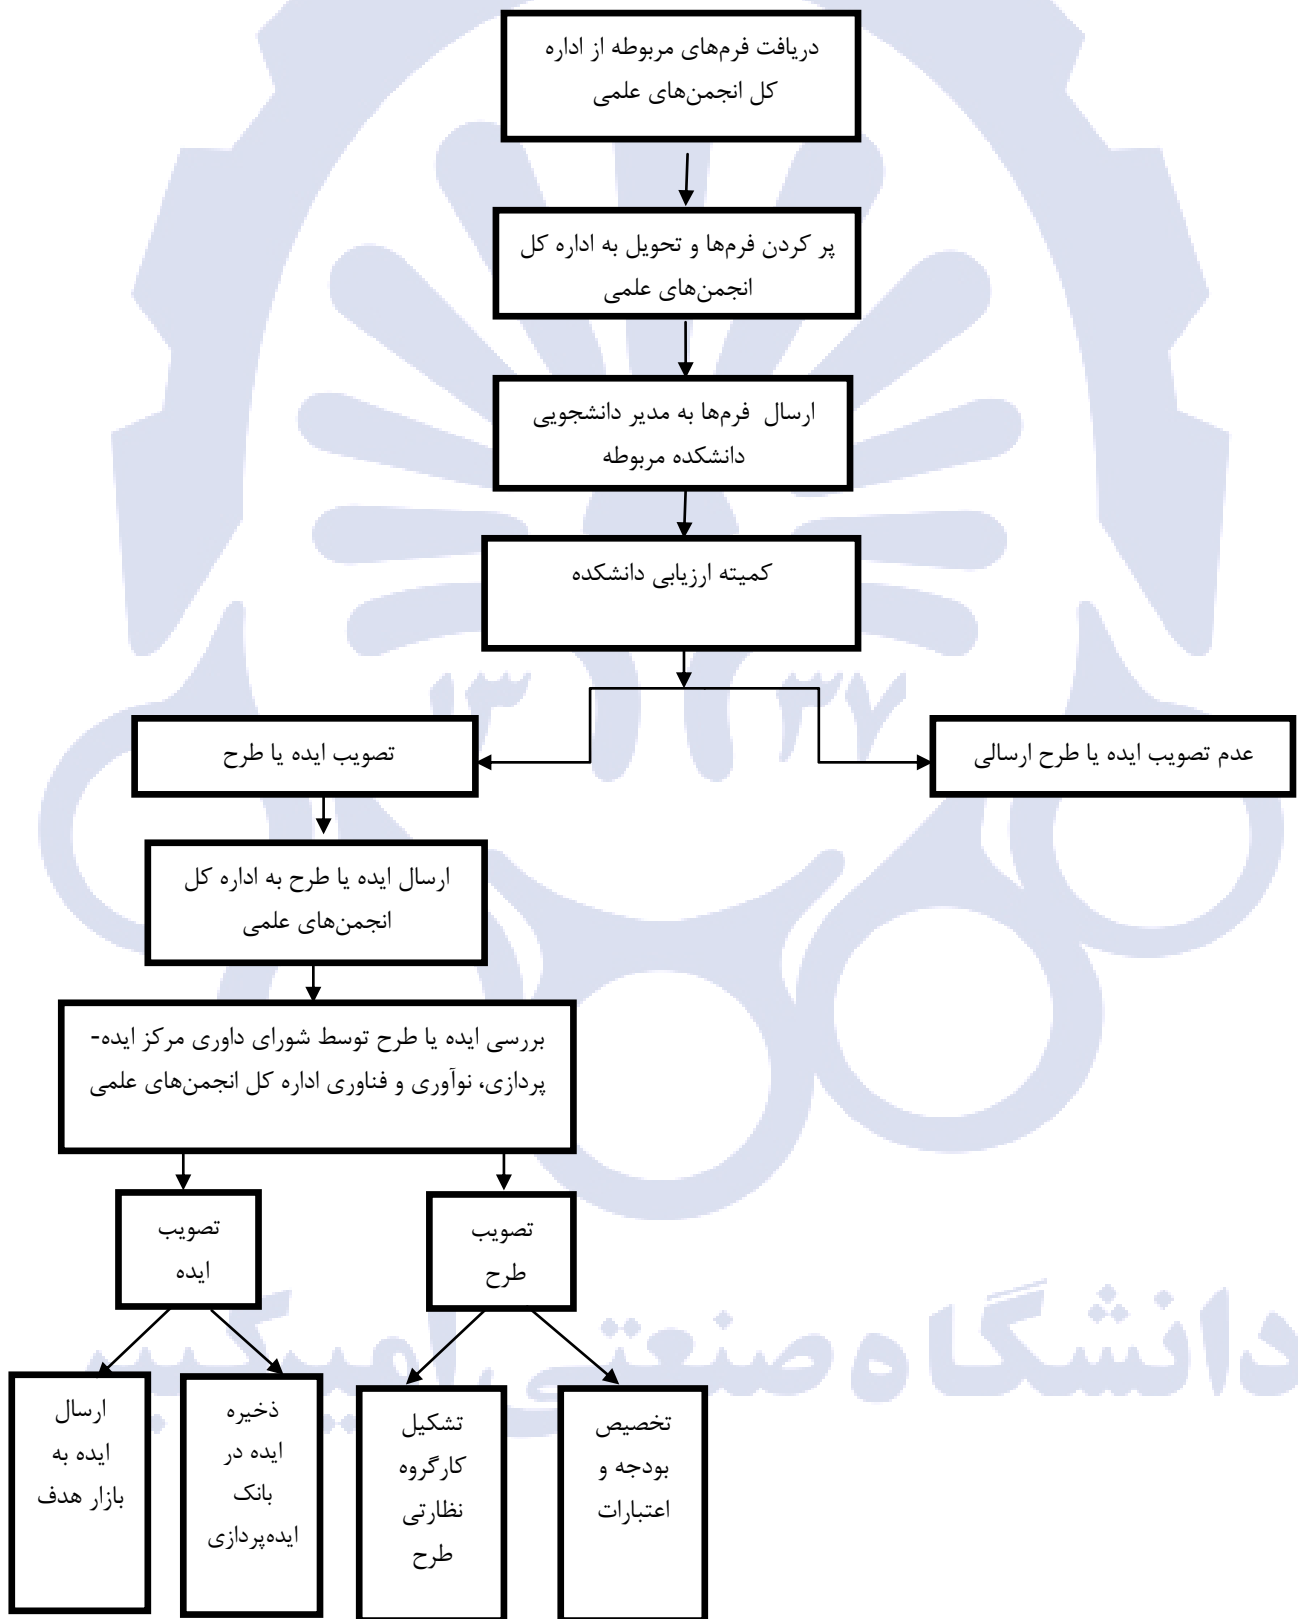 دریافت فرم‌های مربوطه از اداره
کل انجمن‌های علمی
پر کردن فرم‌ها و تحویل به اداره کل
انجمن‌های علمی
ارسال فرم‌ها به مدیر دانشجویی
دانشکده مربوطه
کمیته ارزیابی دانشکده
۱۳ ۳۷
عدم تصویب ایده یا طرح ارسالی
تصویب ایده یا طرح
ارسال ایده یا طرح به اداره کل
انجمن‌های علمی
بررسی ایده یا طرح توسط شورای داوری مرکز ایده-
پردازی، نوآوری و فناوری اداره کل انجمن‌های علمی
تصویب
طرح
تصویب
ایده
دانشگاه صنعتی امیرکبیر
تخصیص
بودجه و
اعتبارات
تشکیل
کارگروه
نظارتی
طرح
ذخیره
ایده در
بانک
ایده‌پردازی
ارسال
ایده به
بازار هدف